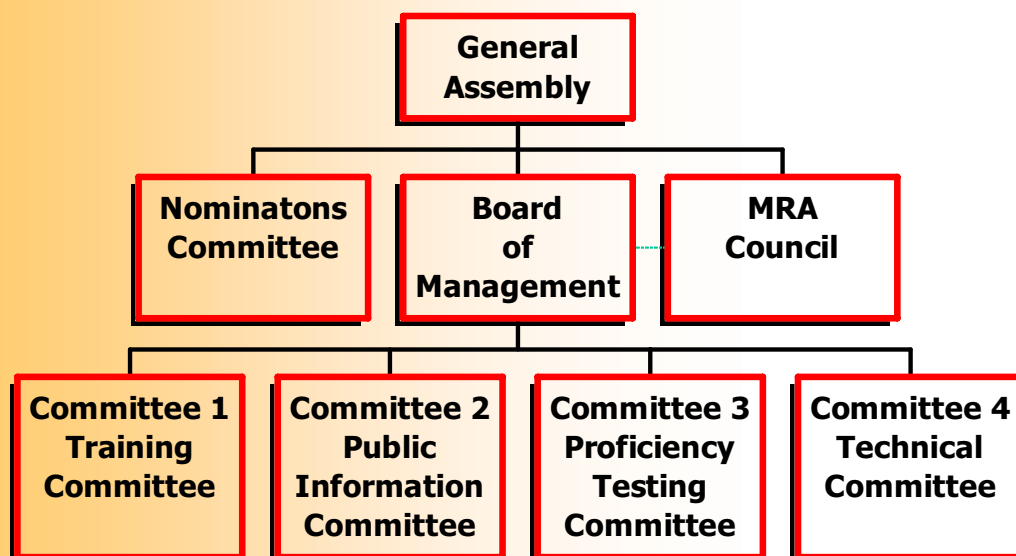 General
Assembly
Nominatons
Committee
Board
of
Management
MRA
Council
Committee 1
Training
Committee
Committee 2
Public
Information
Committee
Committee 3
Proficiency
Testing
Committee
Committee 4
Technical
Committee